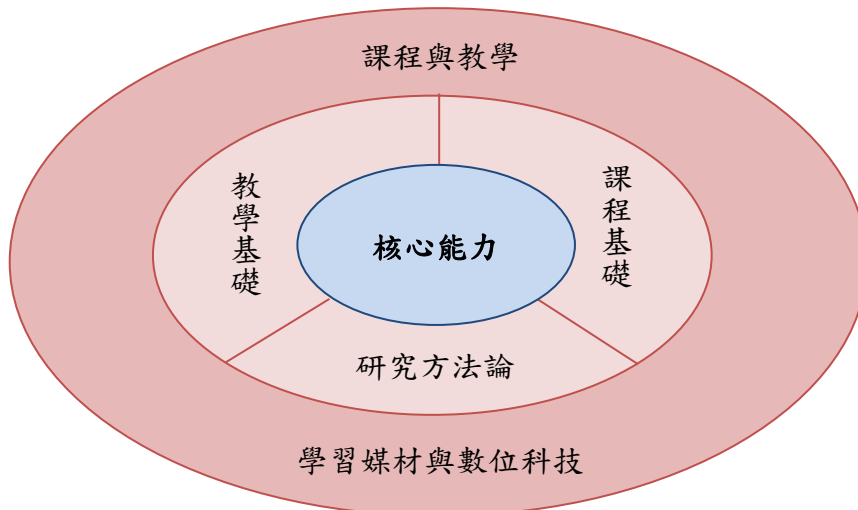 課程與教學
教學基礎
課程基礎
核心能力
研究方法論
學習媒材與數位科技